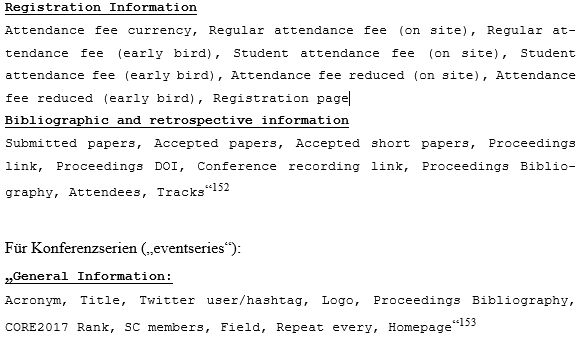 Registration Information
Attendance fee currency, Regular attendance fee (on site), Regular at-
tendance fee (early bird), Student attendance fee (on site), Student
attendance fee (early bird), Attendance fee reduced (on site), Attendance
fee reduced (early bird), Registration page
Bibliographic and retrospective information
Submitted papers, Accepted papers, Accepted short papers, Proceedings
link, Proceedings DOI, Conference recording link, Proceedings Biblio-
graphy, Attendees, Tracks“152
Für Konferenzserien („eventseries“):
„General Information:
Acronym, Title, Twitter user/hashtag, Logo, Proceedings Bibliography,
CORE2017 Rank, SC members, Field, Repeat every, Homepage“153